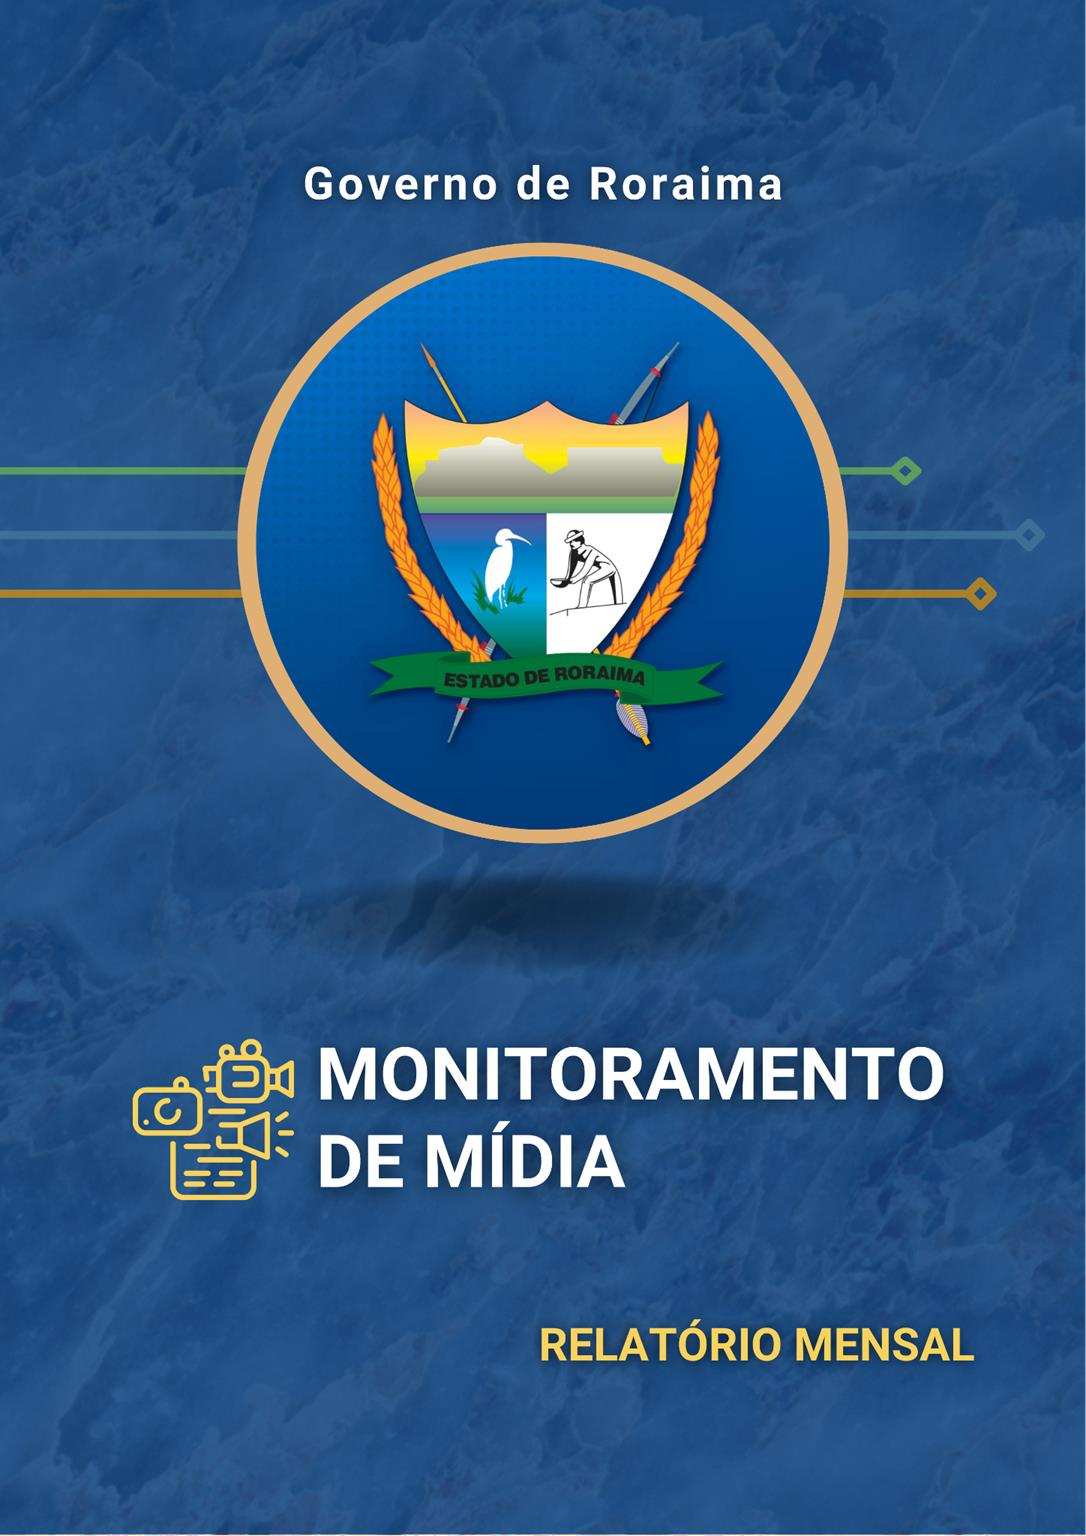 Governo de Roraima
ESTADO DE RORAIMA
MONITORAMENTO
DE MÍDIA
RELATÓRIO MENSAL